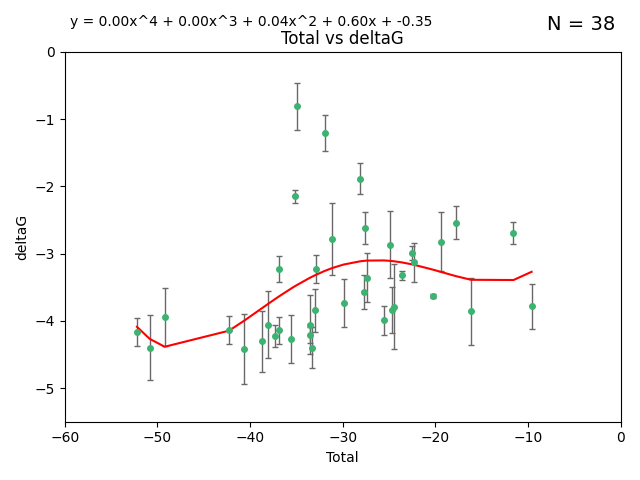 y = 0.00x^4 + 0.00x^3 + 0.04x^2 + 0.60x + -0.35
N = 38
Total vs deltaG
0
−1
−2
−3
−4
−5
deltaG
−60 −50 −40 −30 −20 −10 0
Total